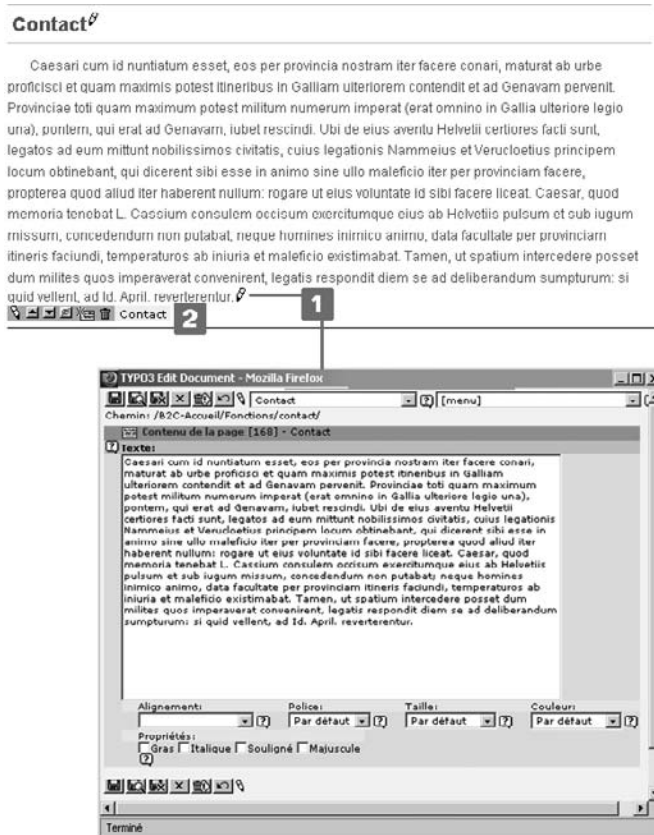 Contact
Caesari cum id nuntiatum esset, eos per provincia nostram iter facere conari, maturat ab urbe
proficisci et quam maximis potest itineribus in Galliam ulteriorem contendit et ad Genavam pervenit.
Provinciae toti quam maximum potest militum numerum imperat (erat omnino in Gallia ulteriore legio
una), pontem, qui erat ad Genavam, iubet rescindi. Ubi de eius aventu Helvetii certiores facti sunt,
legatos ad eum mittunt nobilissimos civitatis, cuius legationis Nammeius et Verucloetius principem
locum obtinebant, qui dicerent sibi esse in animo sine ullo maleficio iter per provinciam facere,
propterea quod aliud iter haberent nullum: rogare ut eius voluntate id sibi facere liceat. Caesar, quod
memoria tenebat L. Cassium consulem occisum exercitumque eius ab Helvetiis pulsum et sub iugum
missum, concedendum non putabat, neque homines inimico animo, data facultate per provinciam
itineris faciundi, temperaturos ab iniuria et maleficio existimabat. Tamen, ut spatium intercedere posset
dum milites quos imperaverat convenirent, legatis respondit diem se ad deliberandum sumpturum: si
quid vellent, ad Id. April. reverterentur.
1
Contact
2
TYPO3 Edit Document - Mozilla Firefox
Contact [menu]
Chemin: /B2C-Accueil/Fonctions/contact/
Contenu de la page [168] - Contact
Texte:
Caesari cum id nuntiatum esset, eos per provincia nostram iter facere conari,
maturat ab urbe proficisci et quam maximis potest itineribus in Galliam
ulteriorem contendit et ad Genavam pervenit. Provinciae toti quam maximum
potest militum numerum imperat (erat omnino in Gallia ulteriore legio una),
pontem, qui erat ad Genavam, iubet rescindi. Ubi de eius aventu Helvetii
certiores facti sunt, legatos ad eum mittunt nobilissimos civitatis, cuius legationis
Nammeius et Verucloetius principem locum obtinebant, qui dicerent sibi esse in
animo sine ullo maleficio iter per provinciam facere, propterea quod aliud iter
haberent nullum: rogare ut eius voluntate id sibi facere liceat. Caesar, quod
memoria tenebat L. Cassium consulem occisum exercitumque eius ab Helvetiis
pulsum et sub iugum missum, concedendum non putabat; neque homines
inimico animo, data facultate per provinciam itineris faciundi, temperaturos ab
iniuria et maleficio existimabat. Tamen, ut spatium intercedere posset dum
milites quos imperaverat convenirent, legatis respondit diem se ad deliberandum
sumpturum: si quid vellent, ad Id. April. reverterentur.
Alignement: Police: Taille: Couleur:
Par défaut Par défaut Par défaut
Propriétés:
Gras Italique Souligné Majuscule
Terminé